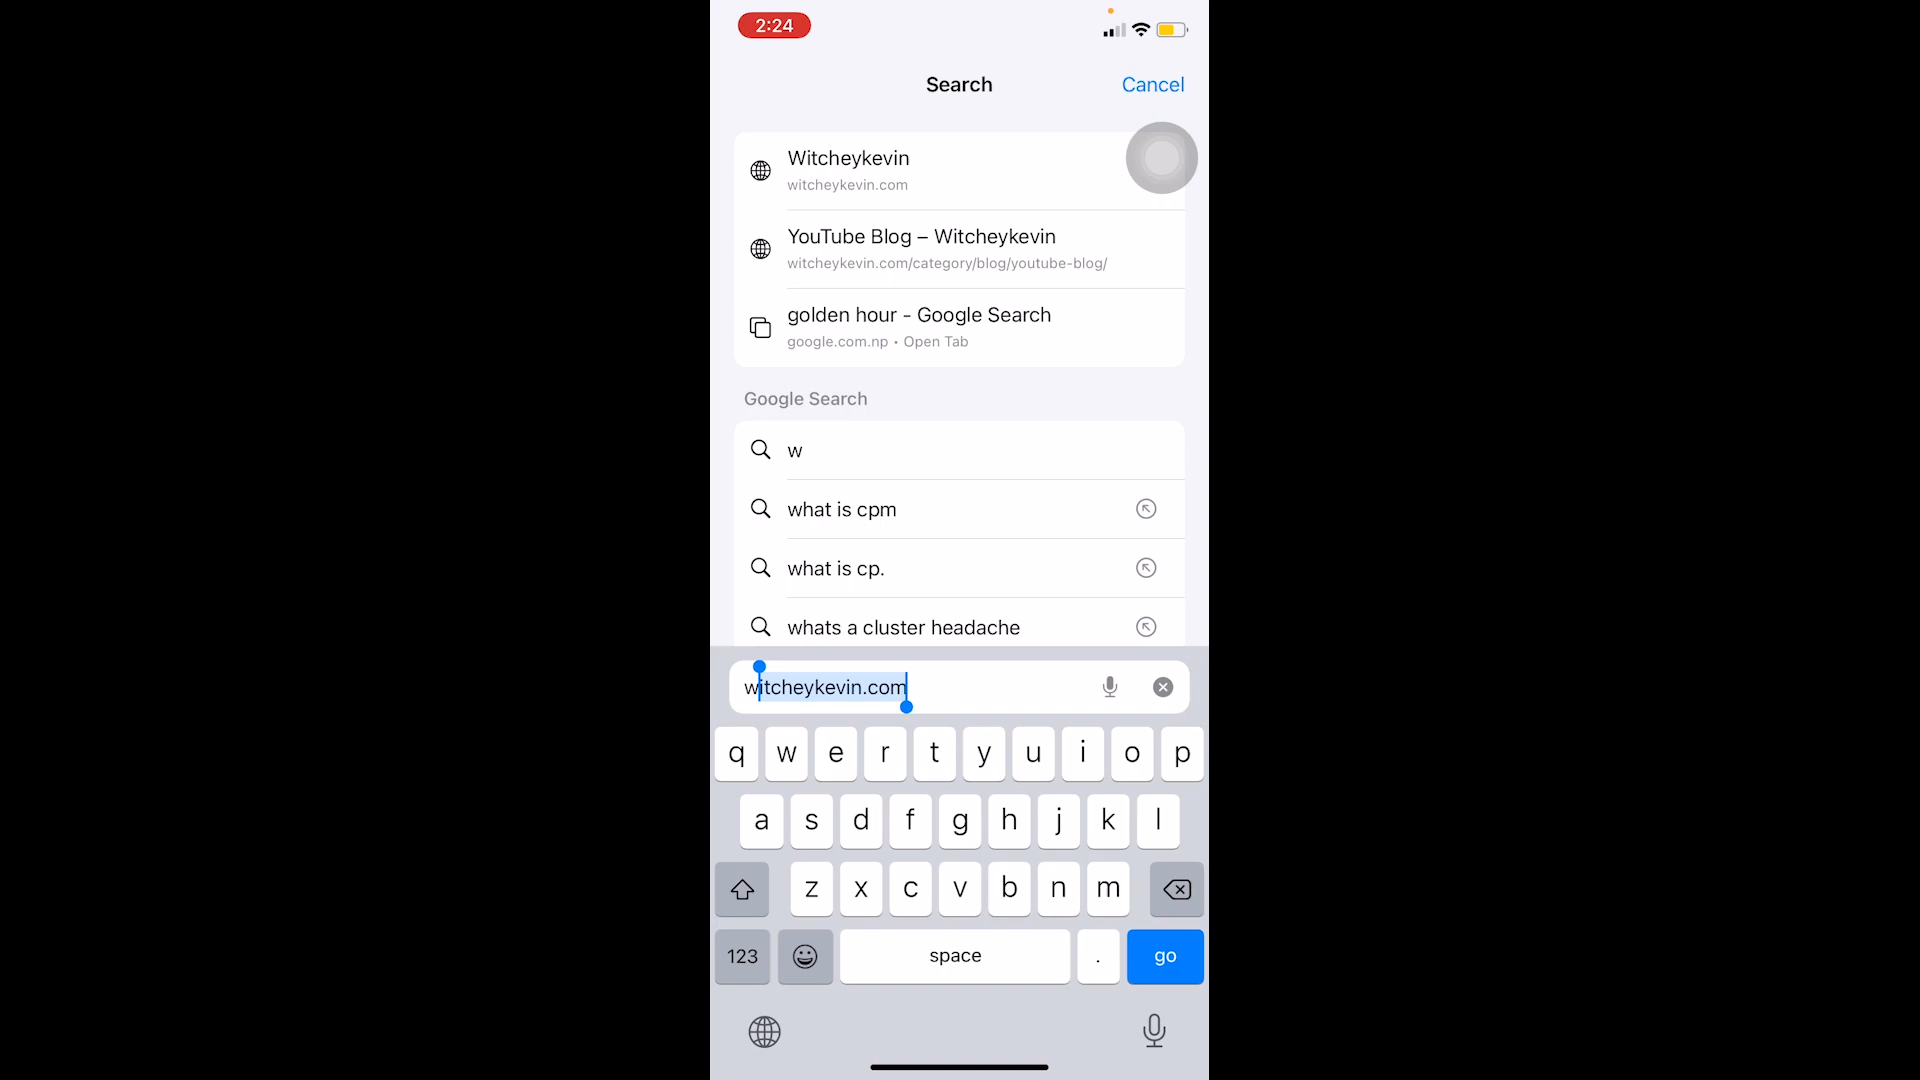 2:24
Search
Cancel
Witcheykevin
witcheykevin.com
YouTube Blog – Witcheykevin
witcheykevin.com/category/blog/youtube-blog/
golden hour - Google Search
google.com.np • Open Tab
Google Search
w
what is cpm
what is cp.
whats a cluster headache
witcheykevin.com
q w e r t y u i o p
a s d f g h j k l
z x c v b n m
123 space . go